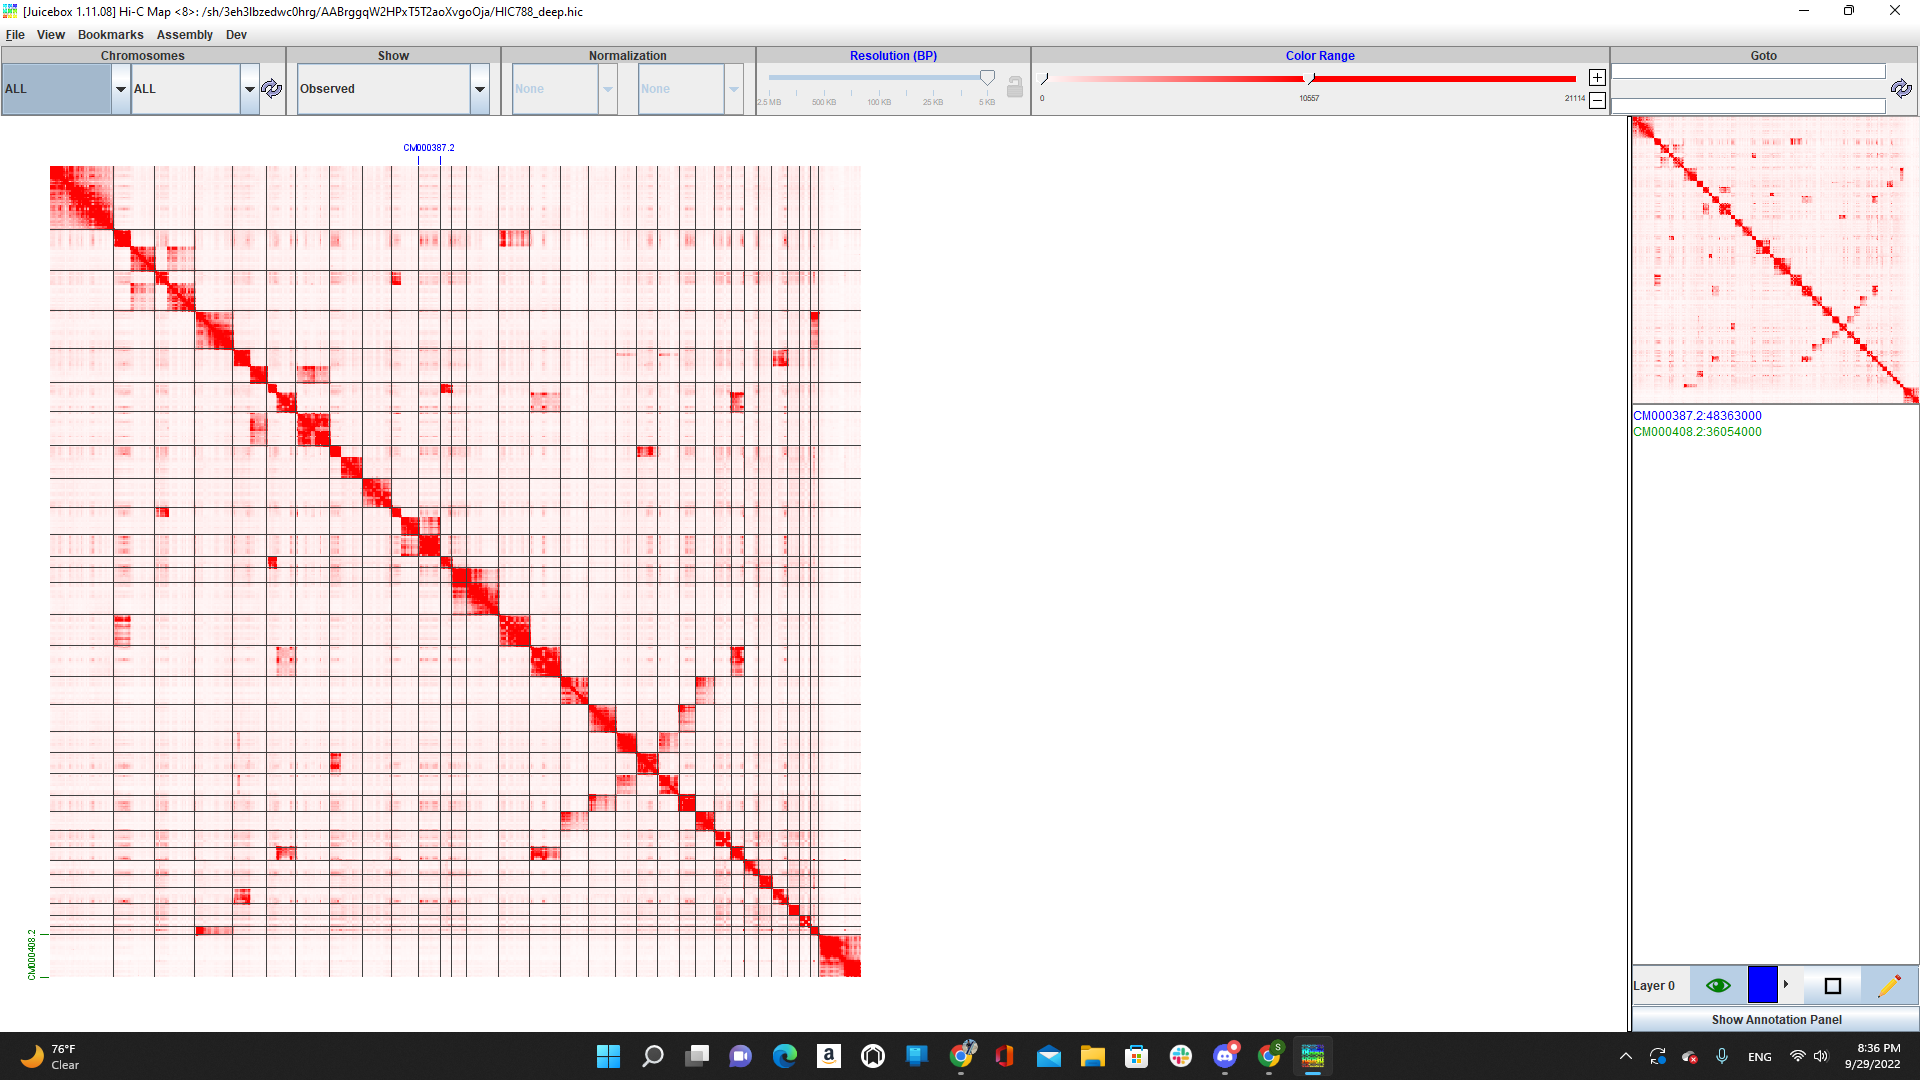 [Juicebox 1.11.08] Hi-C Map <8>: /sh/3eh3lbzedwc0hrg/AABrggqW2HPxT5T2aoXvgoOja/HIC788_deep.hic
File View Bookmarks Assembly Dev
Chromosomes Show Normalization Resolution (BP) Color Range Goto
ALL ALL Observed None None
2.5 MB 500 KB 100 KB 25 KB 5 KB
0 10557 21114
CM000387.2
CM000387.2:48363000
CM000408.2:36054000
CM000408.2
Layer 0
Show Annotation Panel
76°F
Clear
ENG
8:36 PM
9/29/2022